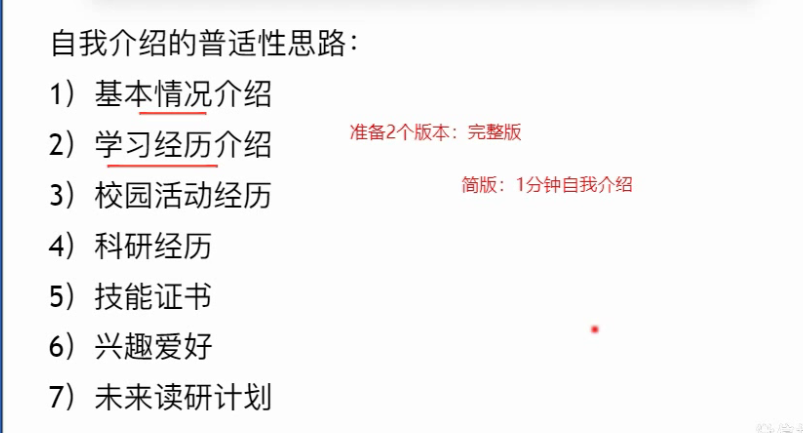 自我介绍的普适性思路：
1）基本情况介绍
准备2个版本：完整版
2）学习经历介绍
简版：1分钟自我介绍
3）校园活动经历
4）科研经历
5）技能证书
6）兴趣爱好
7）未来读研计划